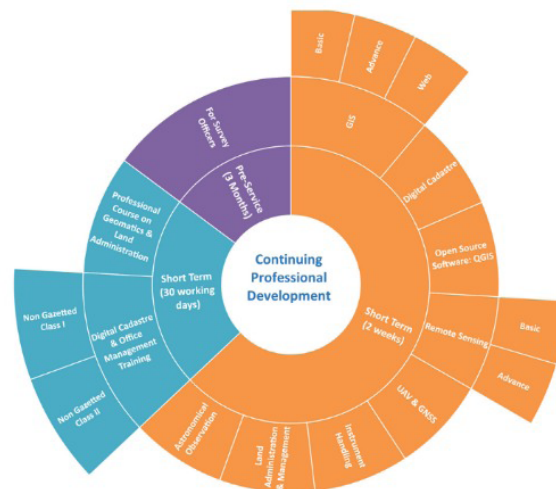 Continuing
Professional
Development
Pre-Service
(3 Months)
For Survey
Officers
Short Term
(2 weeks)
GIS
Basic
Advance
Web
Digital Cadastre
Open Source
Software: QGIS
Remote Sensing
Basic
Advance
UAV & GNSS
Instrument
Handling
Land
Administration
& Management
Astronomical
Observation
Short Term
(30 working
days)
Digital Cadastre
& Office
Management
Training
Non Gazetted
Class II
Non Gazetted
Class I
Professional
Course on
Geomatics &
Land
Administration